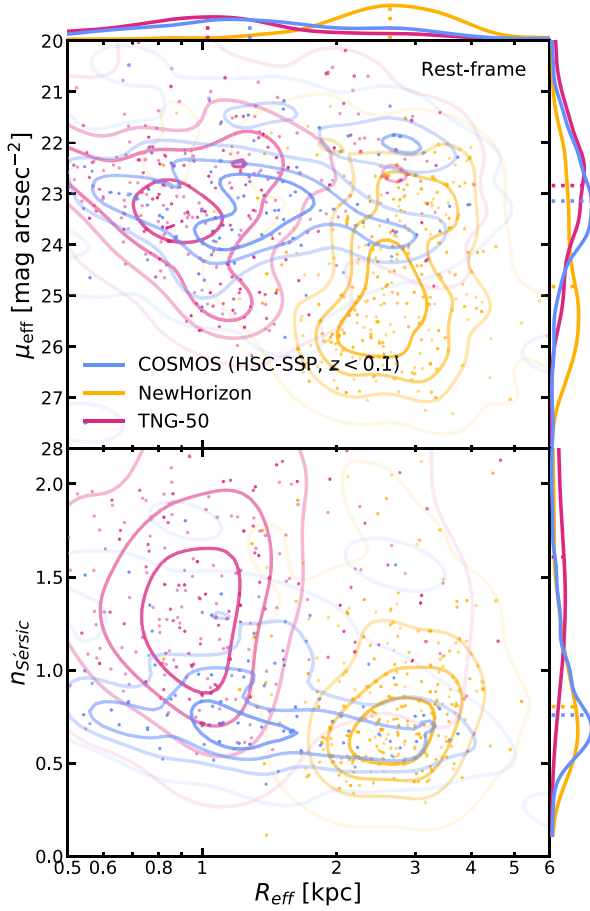 Rest-frame
20
21
22
23
24
25
26
27
28
μeff [mag arcsec−2]
COSMOS (HSC-SSP, z < 0.1)
NewHorizon
TNG-50
2.0
1.5
1.0
0.5
0.0
nSérsic
0.5 0.6 0.8 1 2 3 4 5 6
Reff [kpc]